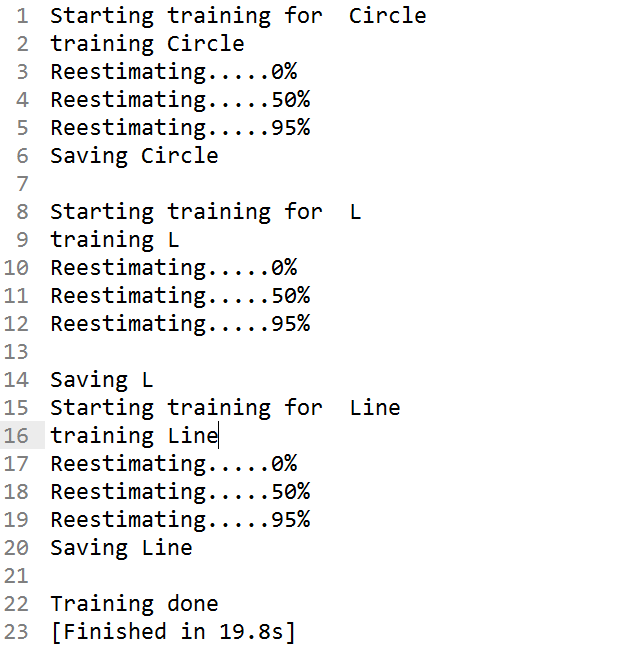 1 Starting training for  Circle
2 training Circle
3 Reestimating.....0%
4 Reestimating.....50%
5 Reestimating.....95%
6 Saving Circle
7
8 Starting training for  L
9 training L
10 Reestimating.....0%
11 Reestimating.....50%
12 Reestimating.....95%
13
14 Saving L
15 Starting training for  Line
16 training Line
17 Reestimating.....0%
18 Reestimating.....50%
19 Reestimating.....95%
20 Saving Line
21
22 Training done
23 [Finished in 19.8s]